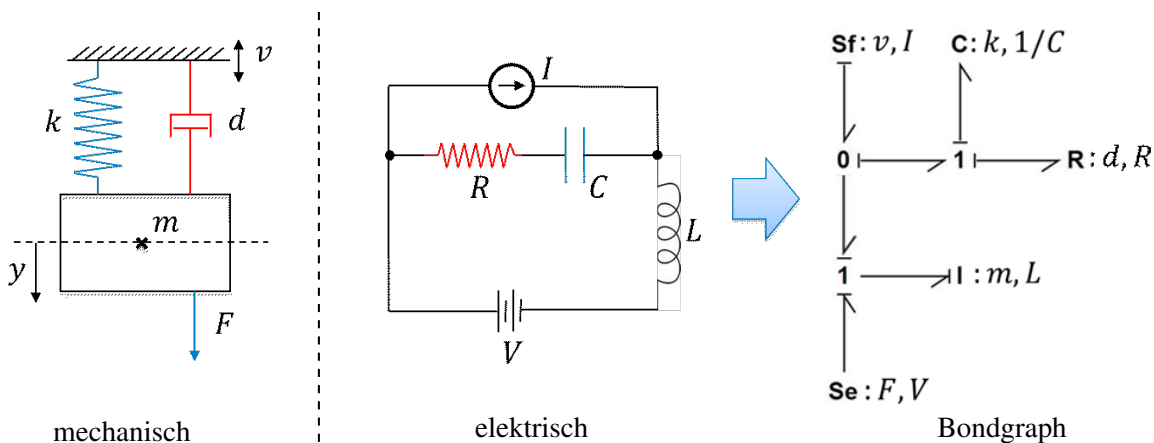 v
k
d
m
y
F
mechanisch
I
R
C
L
V
elektrisch
Sf : v, I
C : k, 1/C
0
1
R : d, R
1
I : m, L
Se : F, V
Bondgraph